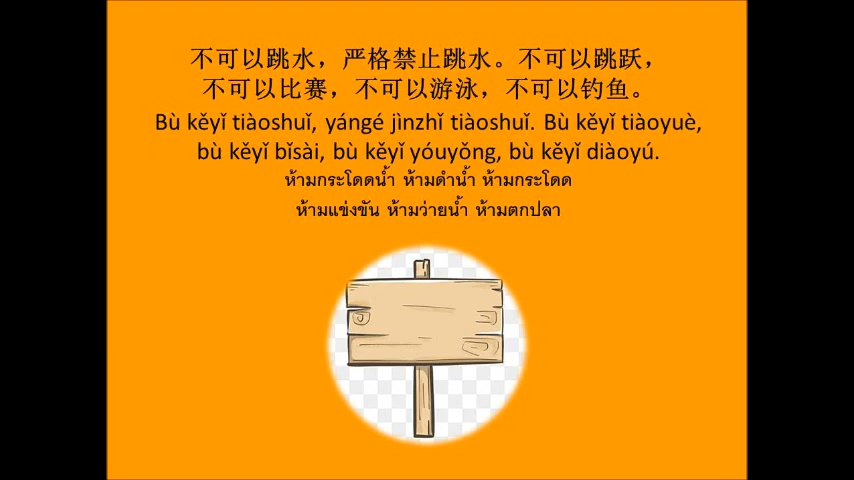 不可以跳水，严格禁止跳水。不可以跳跃，
不可以比赛，不可以游泳，不可以钓鱼。
Bù kěyǐ tiàoshuǐ, yángé jìnzhǐ tiàoshuǐ. Bù kěyǐ tiàoyuè,
bù kěyǐ bǐsài, bù kěyǐ yóuyǒng, bù kěyǐ diàoyú.
ห้ามกระโดดน้ำ ห้ามดำน้ำ ห้ามกระโดด
ห้ามแข่งขัน ห้ามว่ายน้ำ ห้ามตกปลา